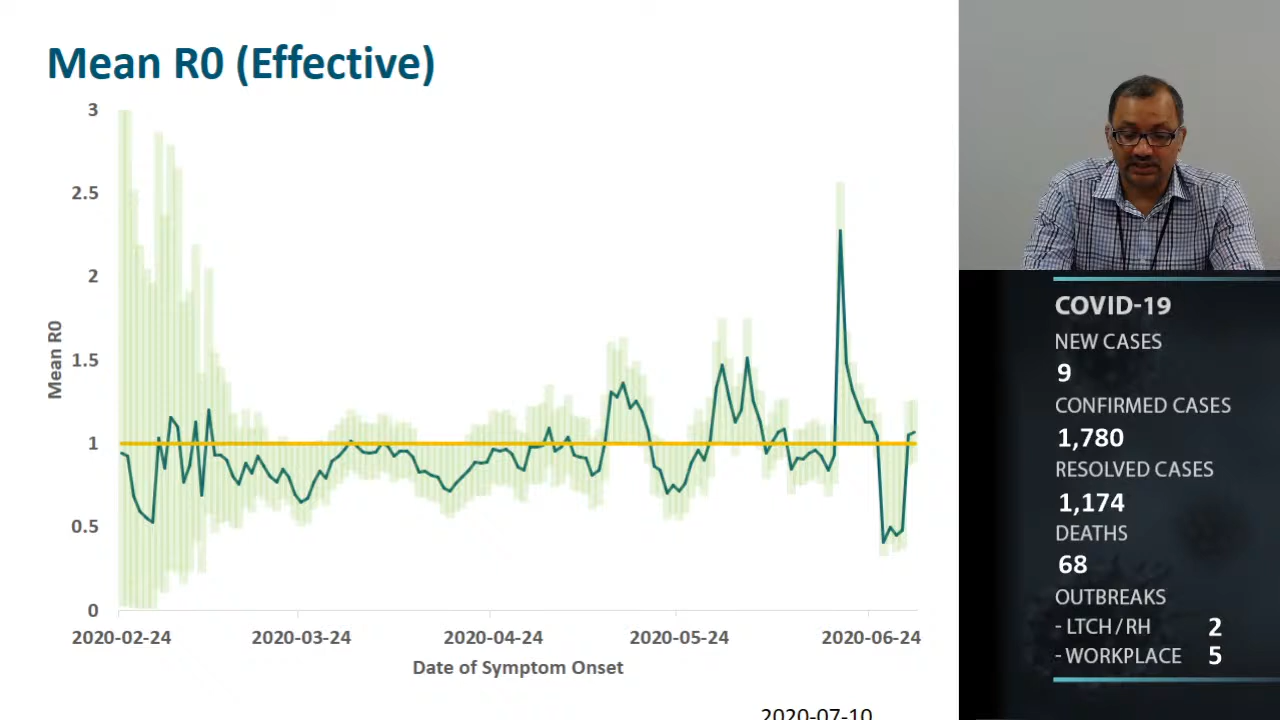 Mean R0 (Effective)
3
2.5
2
1.5
1
0.5
0
Mean R0
2020-02-24
2020-03-24
2020-04-24
2020-05-24
2020-06-24
Date of Symptom Onset
2020-07-10
COVID-19
NEW CASES
9
CONFIRMED CASES
1,780
RESOLVED CASES
1,174
DEATHS
68
OUTBREAKS
- LTCH / RH 2
- WORKPLACE 5